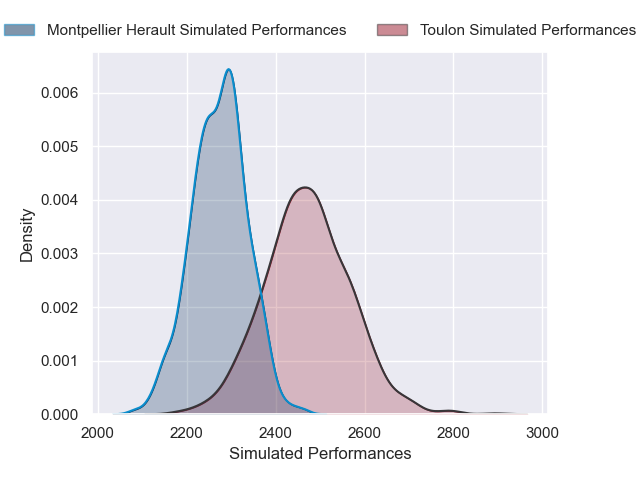 Montpellier Herault Simulated Performances Toulon Simulated Performances
0.006
0.005
0.004
0.003
0.002
0.001
0.000
Density
2000 2200 2400 2600 2800 3000
Simulated Performances